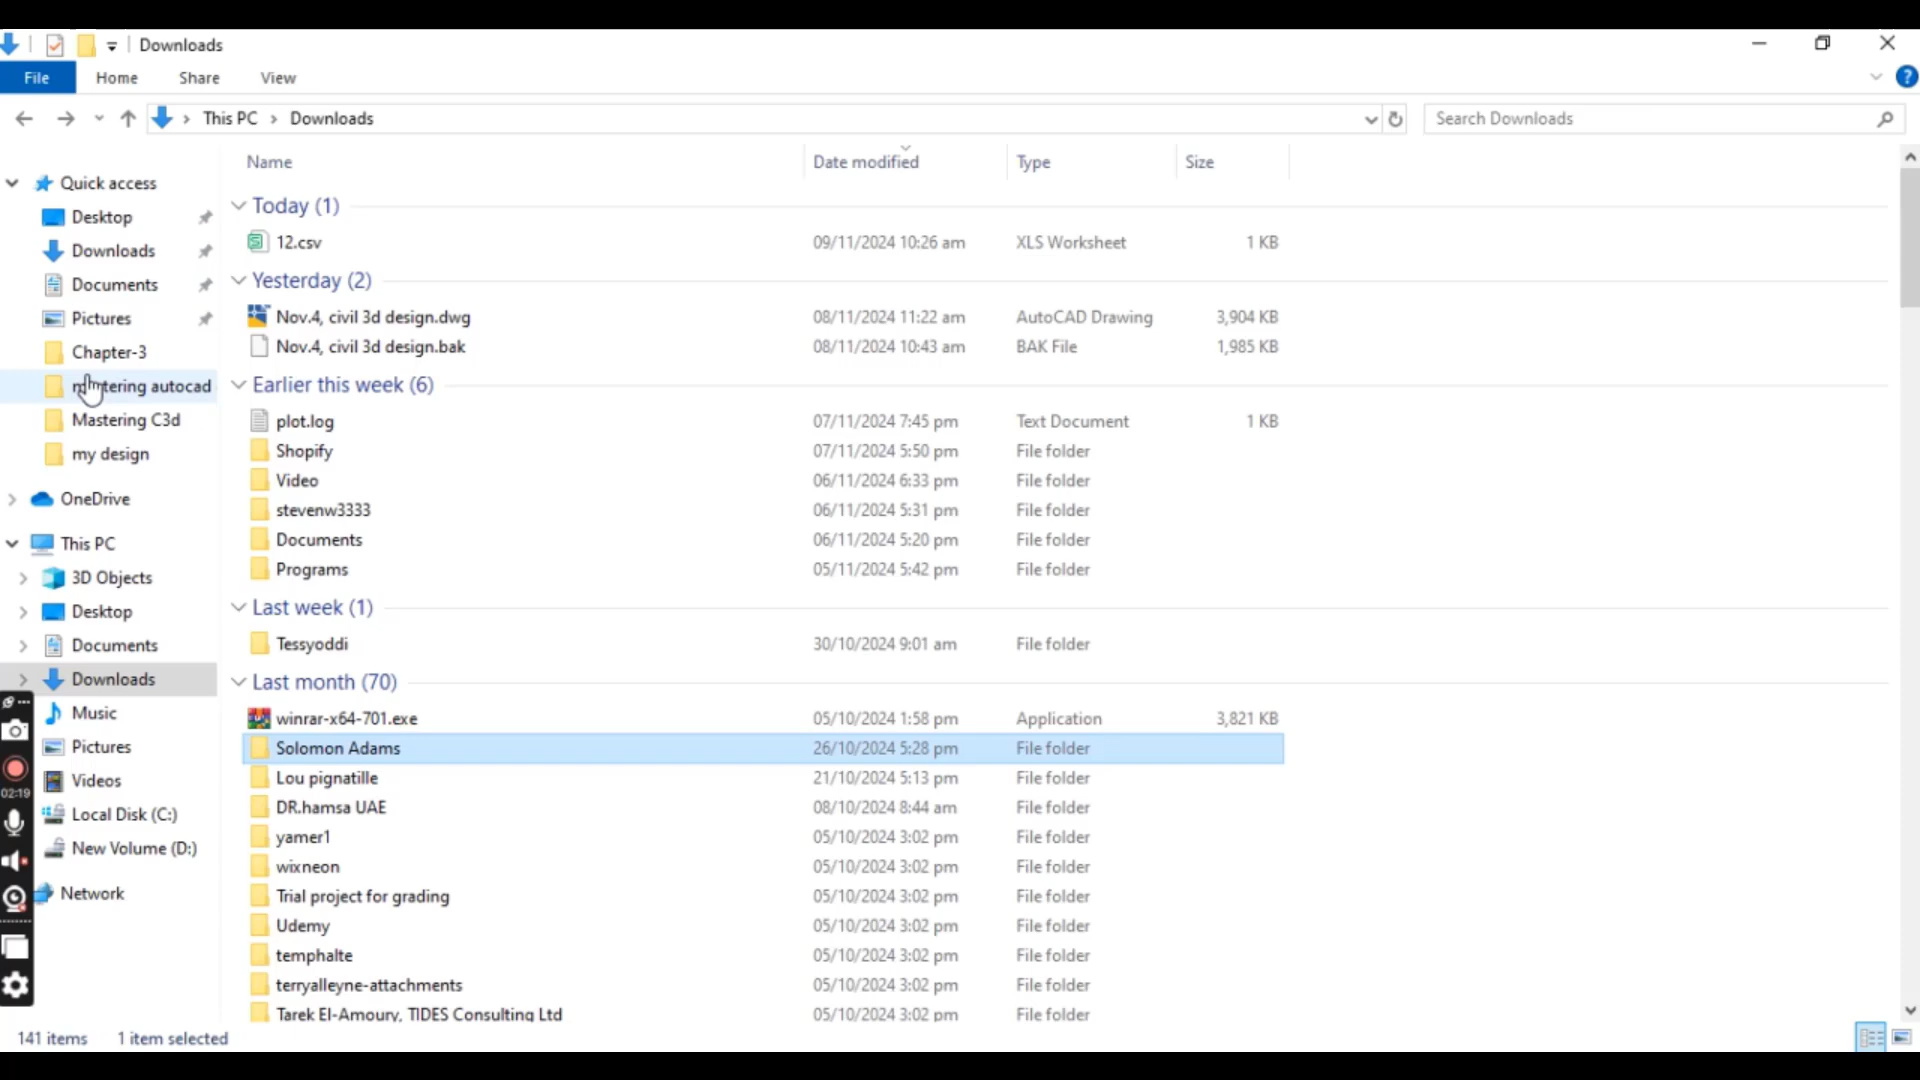 Downloads
File Home Share View
This PC > Downloads
Search Downloads
Name Date modified Type Size
Quick access
Desktop
Downloads
Documents
Pictures
Chapter-3
tering autocad
Mastering C3d
my design
OneDrive
This PC
3D Objects
Desktop
Documents
Downloads
Music
Pictures
Videos
Local Disk (C:)
New Volume (D:)
Network
02:19
Today (1)
12.csv 09/11/2024 10:26 am XLS Worksheet 1 KB
Yesterday (2)
Nov.4, civil 3d design.dwg 08/11/2024 11:22 am AutoCAD Drawing 3,904 KB
Nov.4, civil 3d design.bak 08/11/2024 10:43 am BAK File 1,985 KB
Earlier this week (6)
plot.log 07/11/2024 7:45 pm Text Document 1 KB
Shopify 07/11/2024 5:50 pm File folder
Video 06/11/2024 6:33 pm File folder
stevenw3333 06/11/2024 5:31 pm File folder
Documents 06/11/2024 5:20 pm File folder
Programs 05/11/2024 5:42 pm File folder
Last week (1)
Tessyoddi 30/10/2024 9:01 am File folder
Last month (70)
winrar-x64-701.exe 05/10/2024 1:58 pm Application 3,821 KB
Solomon Adams 26/10/2024 5:28 pm File folder
Lou pignatille 21/10/2024 5:13 pm File folder
DR.hamsa UAE 08/10/2024 8:44 am File folder
yamer1 05/10/2024 3:02 pm File folder
wixneon 05/10/2024 3:02 pm File folder
Trial project for grading 05/10/2024 3:02 pm File folder
Udemy 05/10/2024 3:02 pm File folder
temphalte 05/10/2024 3:02 pm File folder
terryalleyne-attachments 05/10/2024 3:02 pm File folder
Tarek El-Amoury, TIDES Consulting Ltd 05/10/2024 3:02 pm File folder
141 items 1 item selected